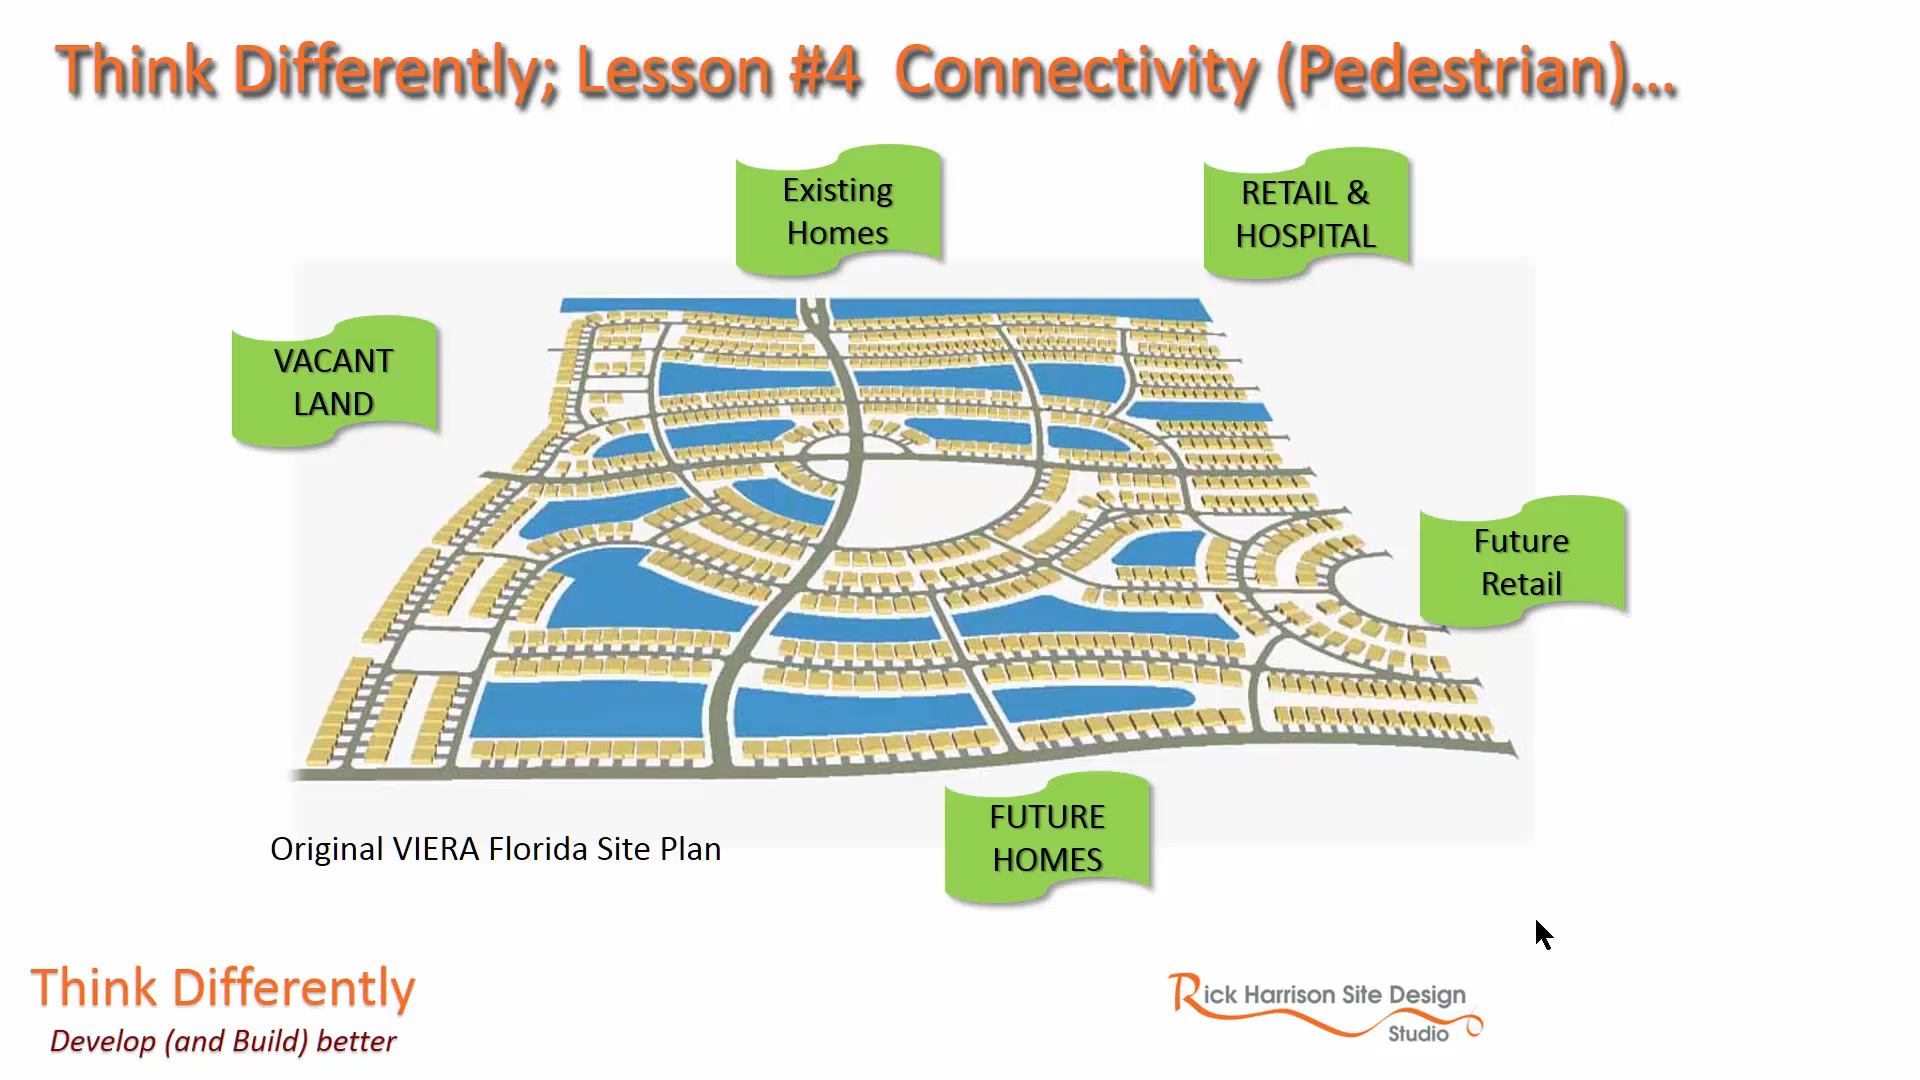 Think Differently; Lesson #4  Connectivity (Pedestrian)...
Existing
Homes
RETAIL &
HOSPITAL
VACANT
LAND
Future
Retail
FUTURE
HOMES
Original VIERA Florida Site Plan
Think Differently
Develop (and Build) better
Rick Harrison Site Design
Studio